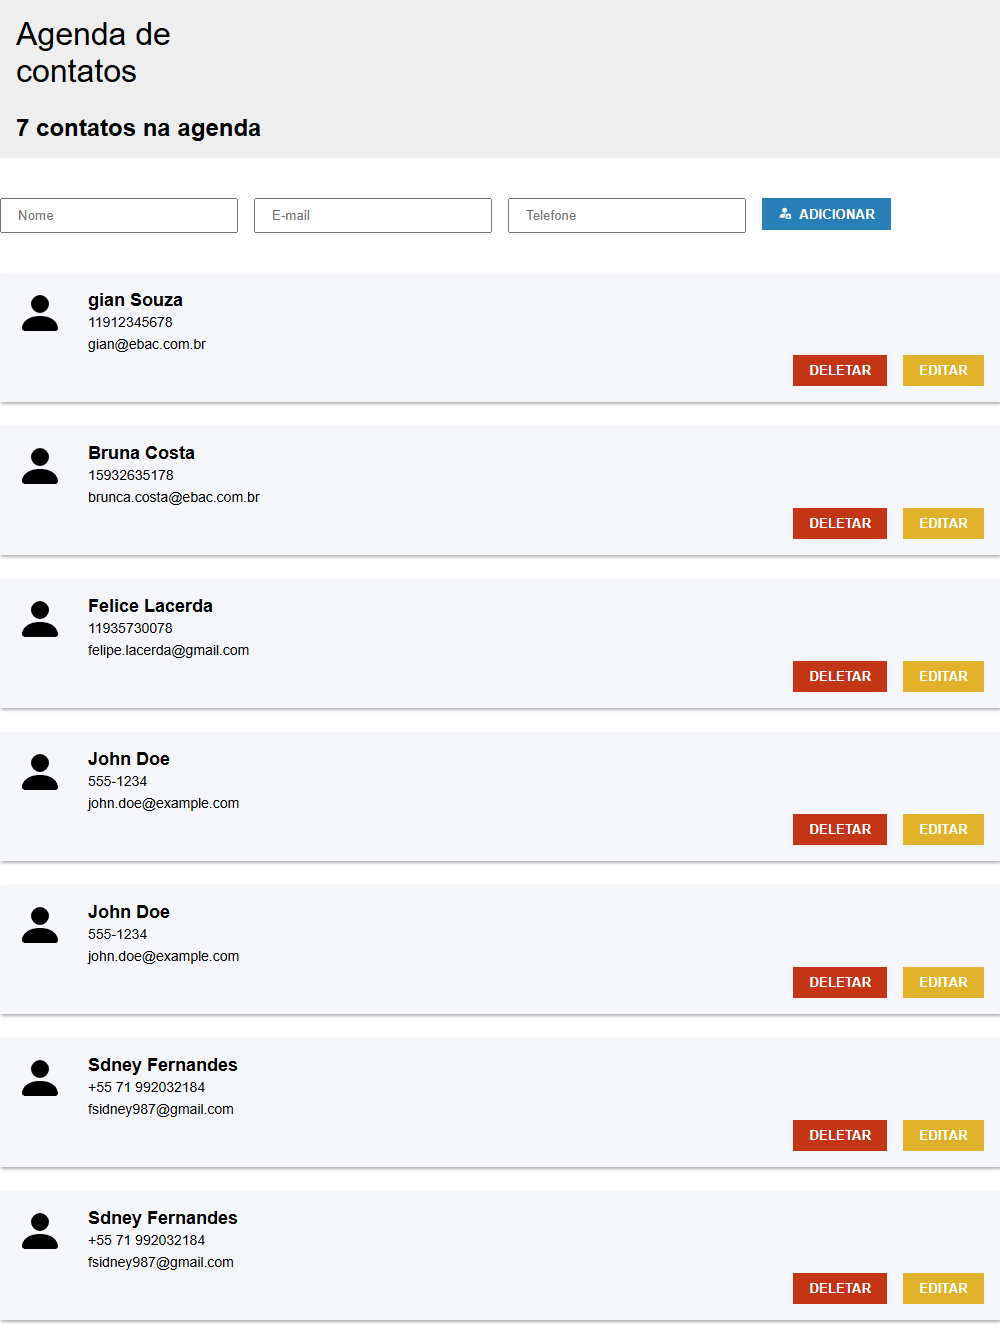 Agenda de
contatos
7 contatos na agenda
Nome E-mail Telefone ADICIONAR
gian Souza
11912345678
gian@ebac.com.br
DELETAR EDITAR
Bruna Costa
15932635178
brunca.costa@ebac.com.br
DELETAR EDITAR
Felice Lacerda
11935730078
felipe.lacerda@gmail.com
DELETAR EDITAR
John Doe
555-1234
john.doe@example.com
DELETAR EDITAR
John Doe
555-1234
john.doe@example.com
DELETAR EDITAR
Sdney Fernandes
+55 71 992032184
fsidney987@gmail.com
DELETAR EDITAR
Sdney Fernandes
+55 71 992032184
fsidney987@gmail.com
DELETAR EDITAR